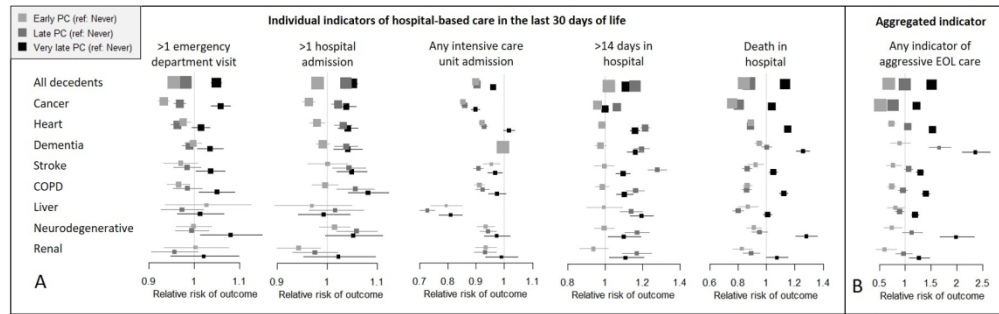 Early PC (ref: Never)
Late PC (ref: Never)
Very late PC (ref: Never)
Individual indicators of hospital-based care in the last 30 days of life
Aggregated indicator
>1 emergency
department visit
>1 hospital
admission
Any intensive care
unit admission
>14 days in
hospital
Death in
hospital
Any indicator of
aggressive EOL care
All decedents
Cancer
Heart
Dementia
Stroke
COPD
Liver
Neurodegenerative
Renal
A
B
0.9 1 1.1
0.9 1 1.1
0.7 0.8 1
0.8 1 1.2 1.4
0.6 0.8 1 1.2 1.4
0.5 1 1.5 2 2.5
Relative risk of outcome
Relative risk of outcome
Relative risk of outcome
Relative risk of outcome
Relative risk of outcome
Relative risk of outcome